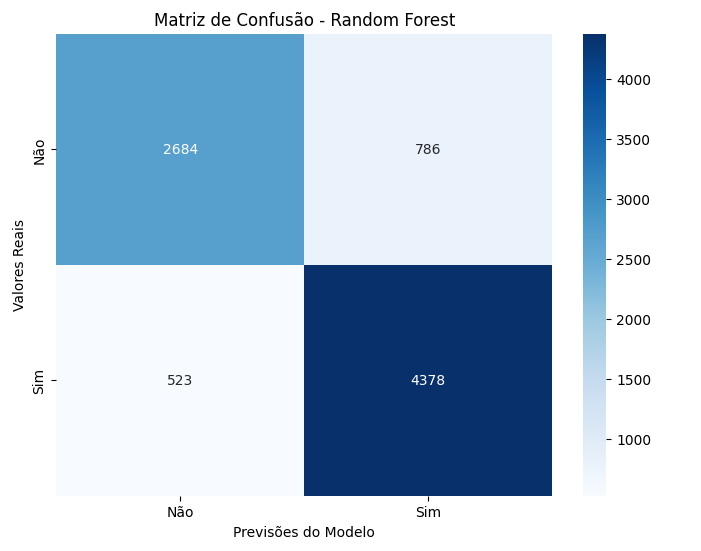 Matriz de Confusão - Random Forest
Valores Reais
Não
2684
786
Sim
523
4378
Não
Sim
Previsões do Modelo
4000
3500
3000
2500
2000
1500
1000